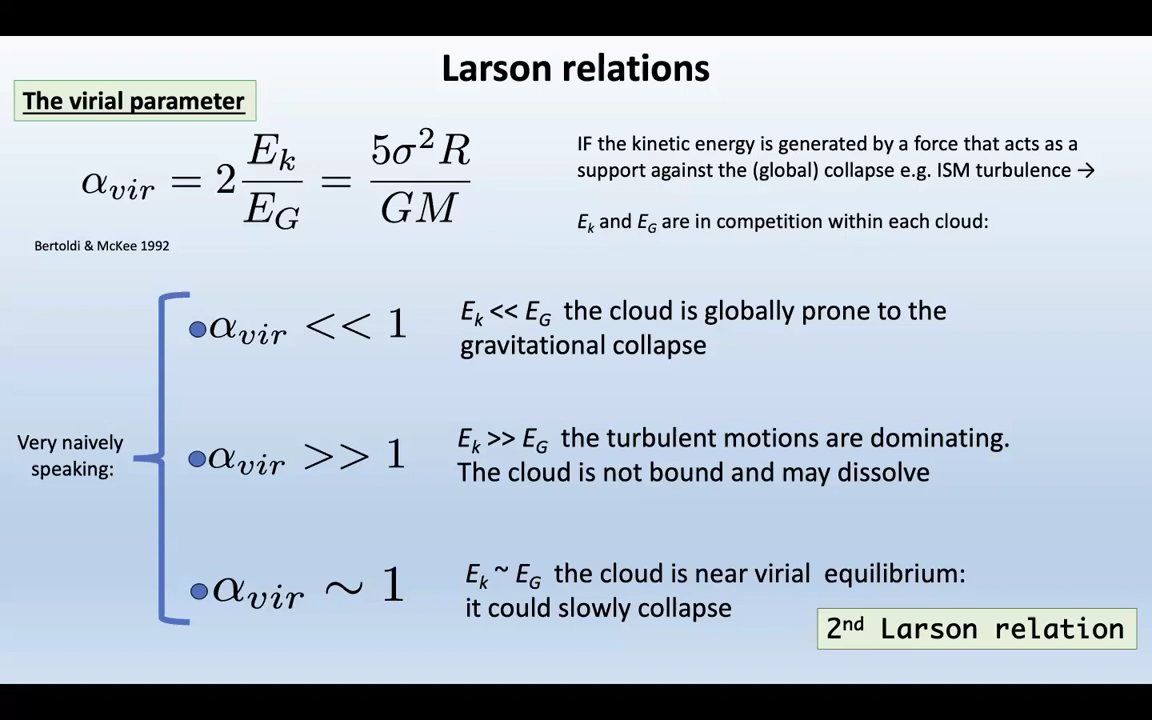 Larson relations
The virial parameter
α_vir = 2 E_k / E_G = 5σ²R / GM
Bertoldi & McKee 1992
IF the kinetic energy is generated by a force that acts as a
support against the (global) collapse e.g. ISM turbulence →
E_k and E_G are in competition within each cloud:
Very naively
speaking:
•α_vir << 1
E_k << E_G the cloud is globally prone to the
gravitational collapse
•α_vir >> 1
E_k >> E_G the turbulent motions are dominating.
The cloud is not bound and may dissolve
•α_vir ∼ 1
E_k ~ E_G the cloud is near virial equilibrium:
it could slowly collapse
2nd Larson relation